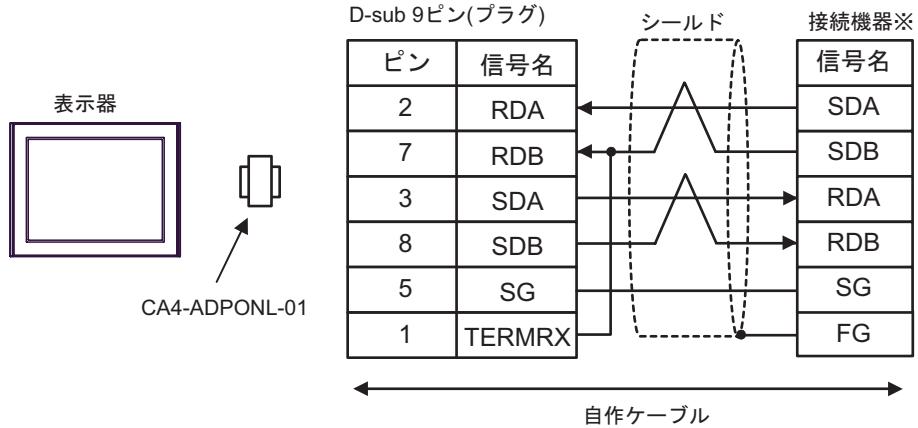 D-sub 9ピン(プラグ)
シールド
接続機器※
表示器
CA4-ADPONL-01
ピン 信号名 信号名
2 RDA SDA
7 RDB SDB
3 SDA RDA
8 SDB RDB
5 SG SG
1 TERMRX FG
自作ケーブル